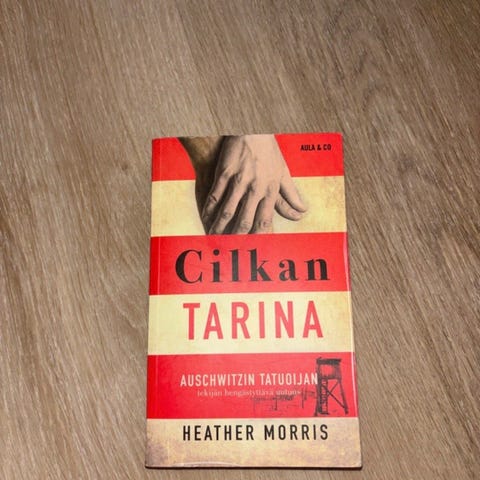 AULA & CO
Cilkan
TARINA
AUSCHWITZIN TATUOIJAN
tekijän hengästyttävä uutuus
HEATHER MORRIS